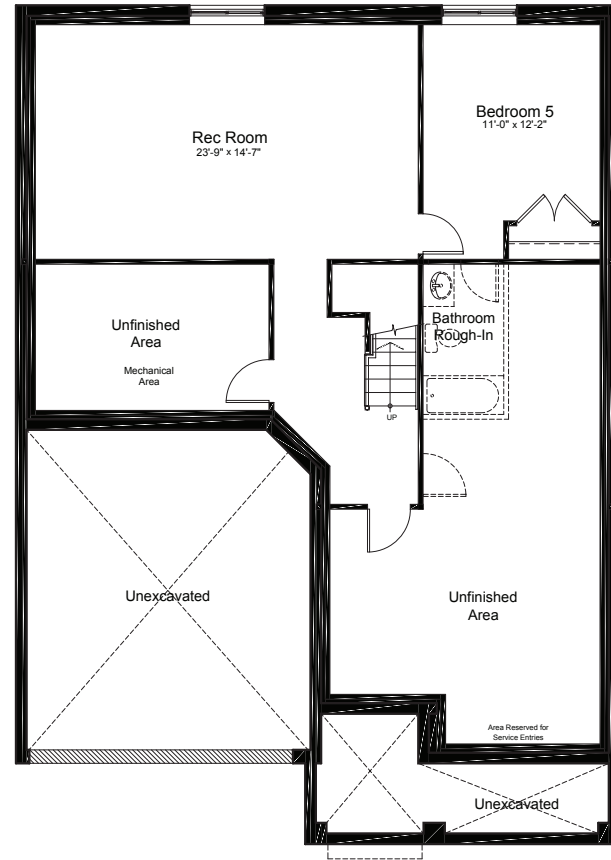 Bedroom 5
11'-0" x 12'-2"
Rec Room
23'-9" x 14'-7"
Unfinished
Area
Mechanical
Area
Bathroom
Rough-In
UP
Unexcavated
Unfinished
Area
Area Reserved for
Service Entries
Unexcavated